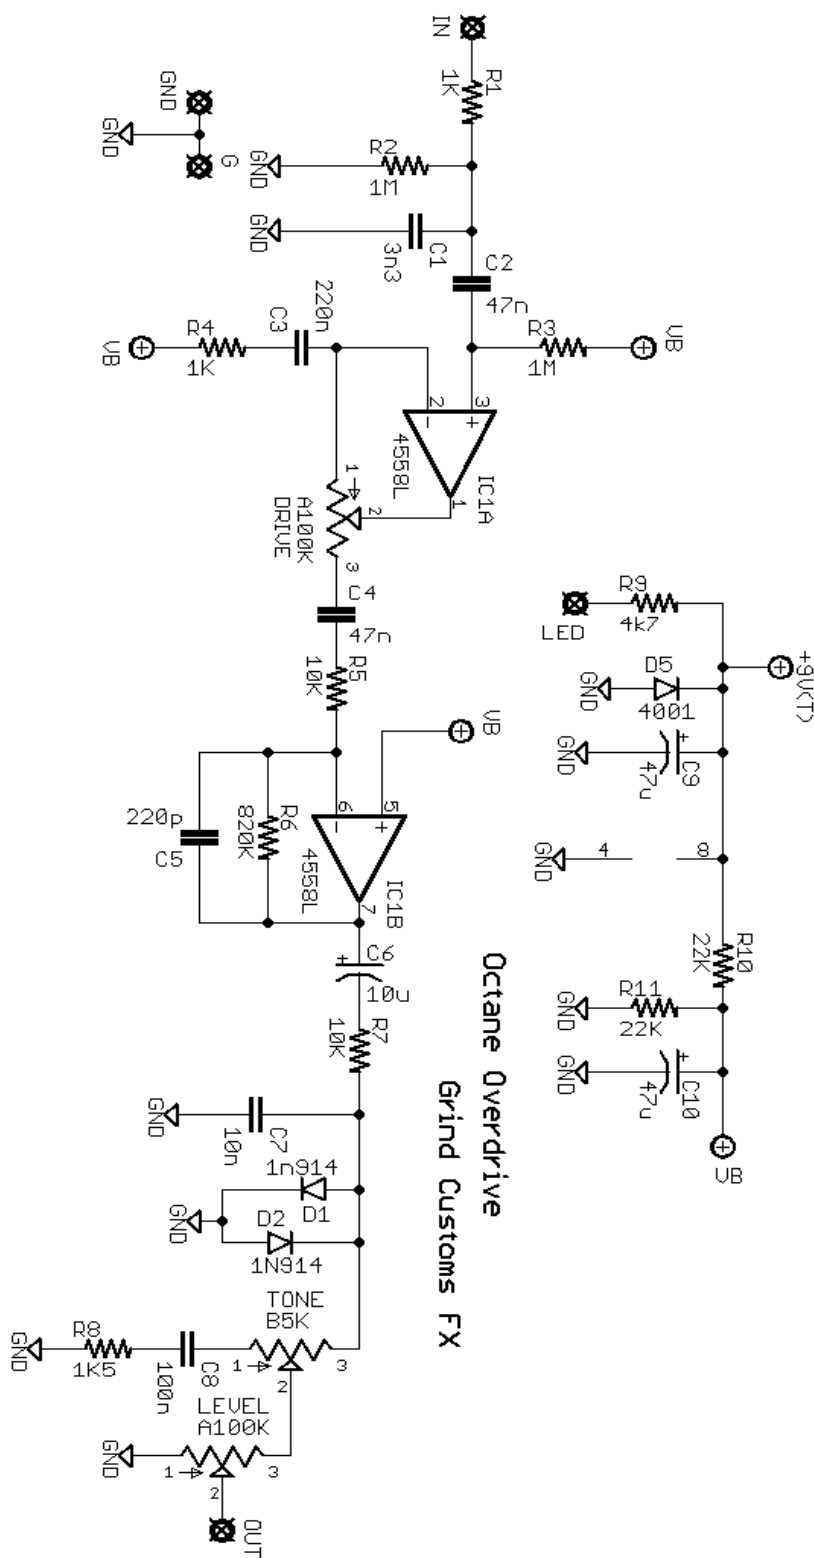 IN
R1
1K
GND
G
GND
R2
1M
GND
C1
3n3
GND
C2
47n
R3
1M
VB
VB
R4
1K
C3
220n
2
3
-
+
4558L
IC1A
1
1
2
3
A100K
DRIVE
C4
47n
R5
10K
VB
6
5
-
+
4558L
IC1B
7
R6
820K
220p
C5
C6
+
10u
R7
10K
C7
10n
GND
1n914
D1
D2
1N914
GND
TONE
B5K
1
2
3
C8
100n
R8
1K5
GND
LEVEL
A100K
1
2
3
GND
OUT
R9
4k7
LED
+9V(T)
D5
4001
GND
+
C9
47u
GND
4
8
GND
R10
22K
R11
22K
GND
+
C10
47u
GND
VB
Octane Overdrive
Grind Customs FX